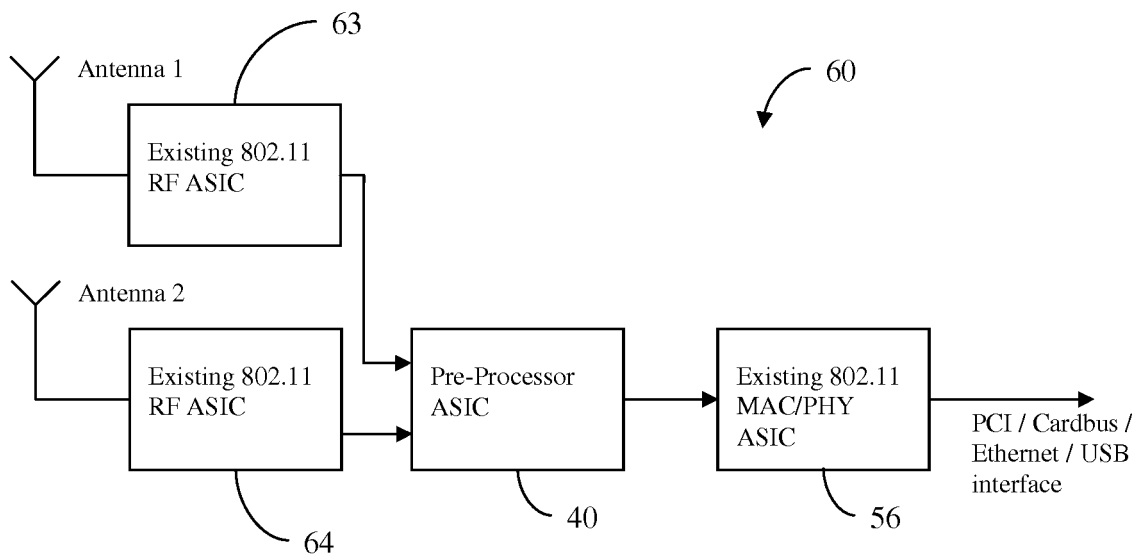 63
Antenna 1
60
Existing 802.11
RF ASIC
Antenna 2
Existing 802.11
RF ASIC
Pre-Processor
ASIC
Existing 802.11
MAC/PHY
ASIC
PCI / Cardbus /
Ethernet / USB
interface
64
40
56